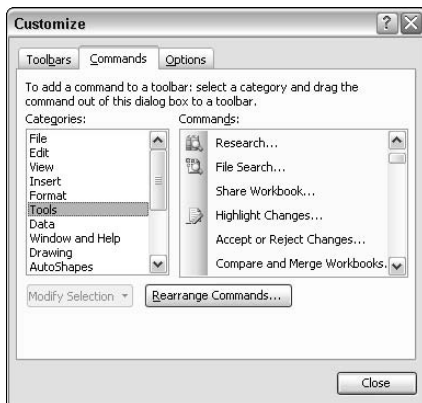 Customize
Toolbars Commands Options
To add a command to a toolbar: select a category and drag the
command out of this dialog box to a toolbar.
Categories:
File
Edit
View
Insert
Format
Tools
Data
Window and Help
Drawing
AutoShapes
Commands:
Research...
File Search...
Share Workbook...
Highlight Changes...
Accept or Reject Changes...
Compare and Merge Workbooks.
Modify Selection
Rearrange Commands...
Close